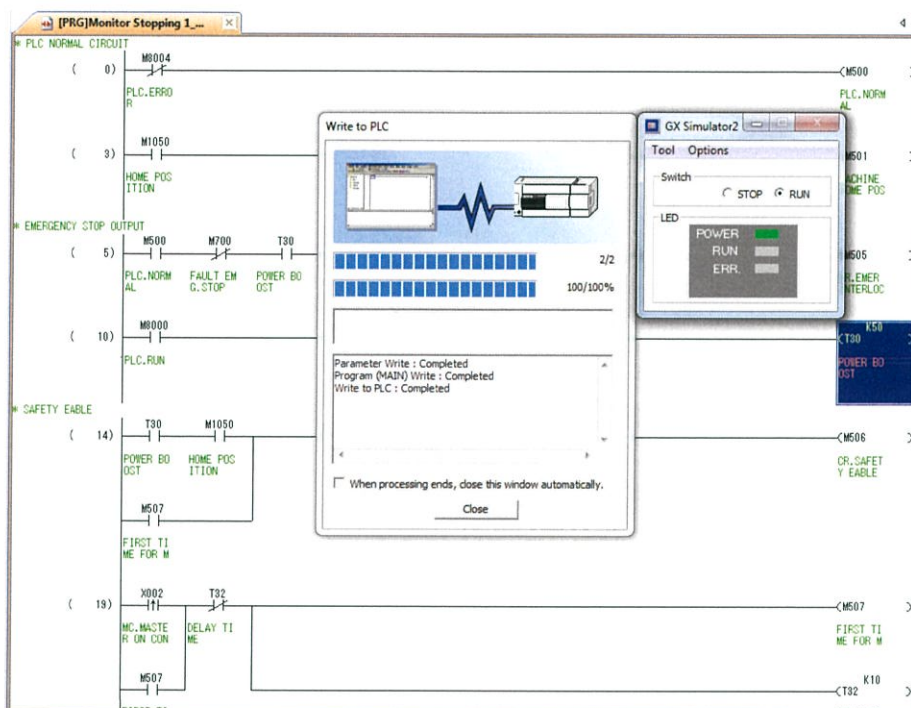 [PRG]Monitor Stopping 1_...
* PLC NORMAL CIRCUIT
( 0)
M8004
PLC.ERRO
R
(M500 )
PLC.NORM
AL
( 3)
M1050
HOME POS
ITION
M501 )
ACHINE
OME POS
* EMERGENCY STOP OUTPUT
( 5)
M500 M700 T30
PLC.NORM FAULT EM POWER BO
AL G.STOP OST
M505 )
R.EMER
NTERLOC
( 10)
M8000
PLC.RUN
K50
(T30 )
POWER BO
OST
* SAFETY EABLE
( 14)
T30 M1050
POWER BO HOME POS
OST ITION
(M506 )
CR.SAFET
Y EABLE
M507
FIRST TI
ME FOR M
( 19)
X002 T32
MC.MASTE DELAY TI
R ON CON ME
(M507 )
FIRST TI
ME FOR M
M507
K10
(T32 )
Write to PLC
2/2
100/100%
Parameter Write : Completed
Program (MAIN) Write : Completed
Write to PLC : Completed
When processing ends, close this window automatically.
Close
GX Simulator2
Tool Options
Switch
STOP RUN
LED
POWER
RUN
ERR.